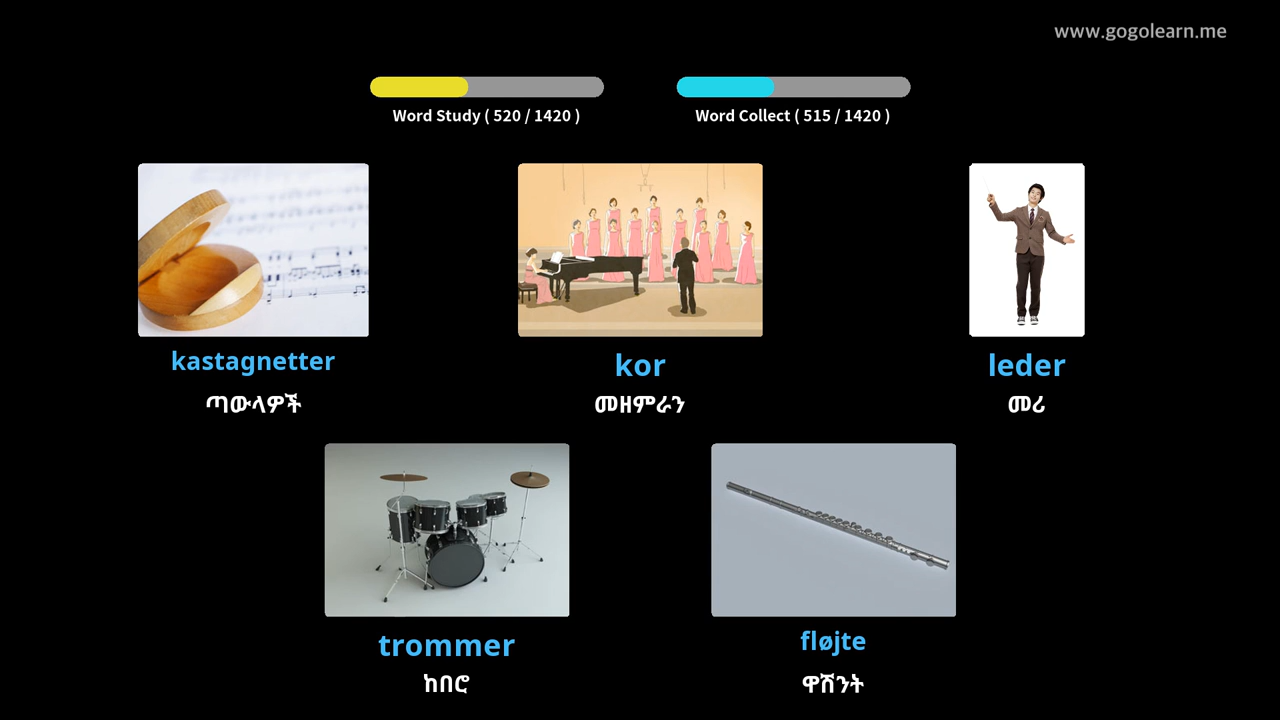 www.gogolearn.me
Word Study ( 520 / 1420 )
Word Collect ( 515 / 1420 )
kastagnetter
kor
leder
ጣውላዎች
መዘምራን
መሪ
trommer
fløjte
ከበሮ
ዋሽንት